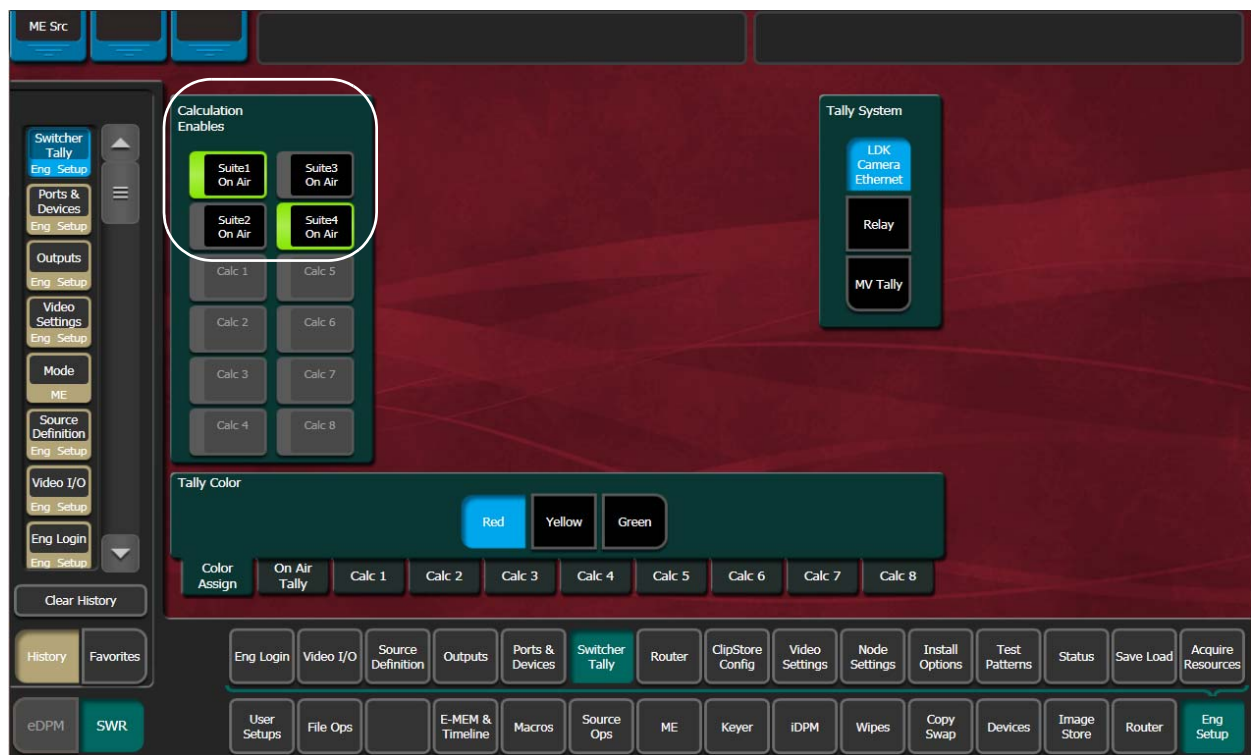 ME Src
Switcher
Tally
Eng Setup
Ports &
Devices
Eng Setup
Outputs
Eng Setup
Video
Settings
Eng Setup
Mode
ME
Source
Definition
Eng Setup
Video I/O
Eng Setup
Eng Login
Eng Setup
Clear History
History
Favorites
eDPM
SWR
Calculation
Enables
Suite1
On Air
Suite3
On Air
Suite2
On Air
Suite4
On Air
Calc 1
Calc 5
Calc 2
Calc 6
Calc 3
Calc 7
Calc 4
Calc 8
Tally System
LDK
Camera
Ethernet
Relay
MV Tally
Tally Color
Red
Yellow
Green
Color
Assign
On Air
Tally
Calc 1
Calc 2
Calc 3
Calc 4
Calc 5
Calc 6
Calc 7
Calc 8
Eng Login
Video I/O
Source
Definition
Outputs
Ports &
Devices
Switcher
Tally
Router
ClipStore
Config
Video
Settings
Node
Settings
Install
Options
Test
Patterns
Status
Save Load
Acquire
Resources
User
Setups
File Ops
E-MEM &
Timeline
Macros
Source
Ops
ME
Keyer
iDPM
Wipes
Copy
Swap
Devices
Image
Store
Router
Eng
Setup